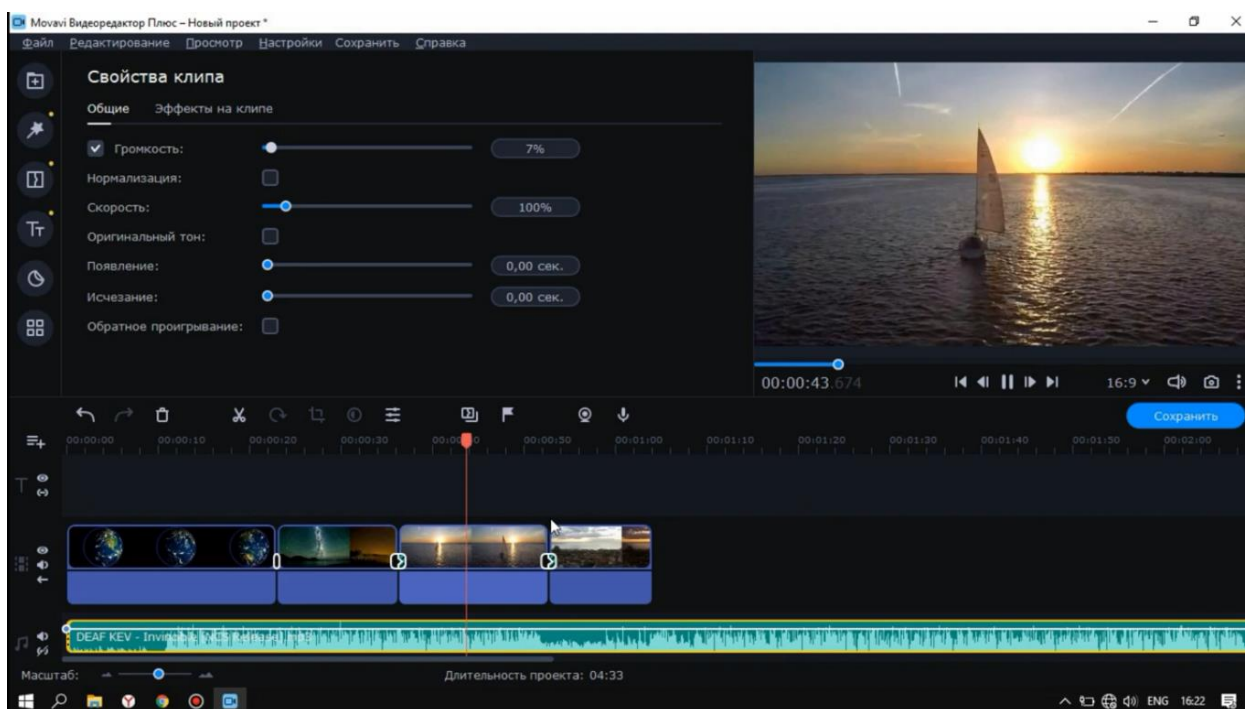 Movavi Видеоредактор Плюс – Новый проект *
Файл Редактирование Просмотр Настройки Сохранить Справка
Свойства клипа
Общие Эффекты на клипе
Громкость: 7%
Нормализация:
Скорость: 100%
Оригинальный тон:
Появление: 0,00 сек.
Исчезание: 0,00 сек.
Обратное проигрывание:
00:00:43.674 16:9
Сохранить
00:00:00 00:00:10 00:00:20 00:00:30 00:00:50 00:01:00 00:01:10 00:01:20 00:01:30 00:01:40 00:01:50 00:02:00
DEAF KEV - Invincible [NCS Release].mp3
Масштаб: Длительность проекта: 04:33
ENG 16:22